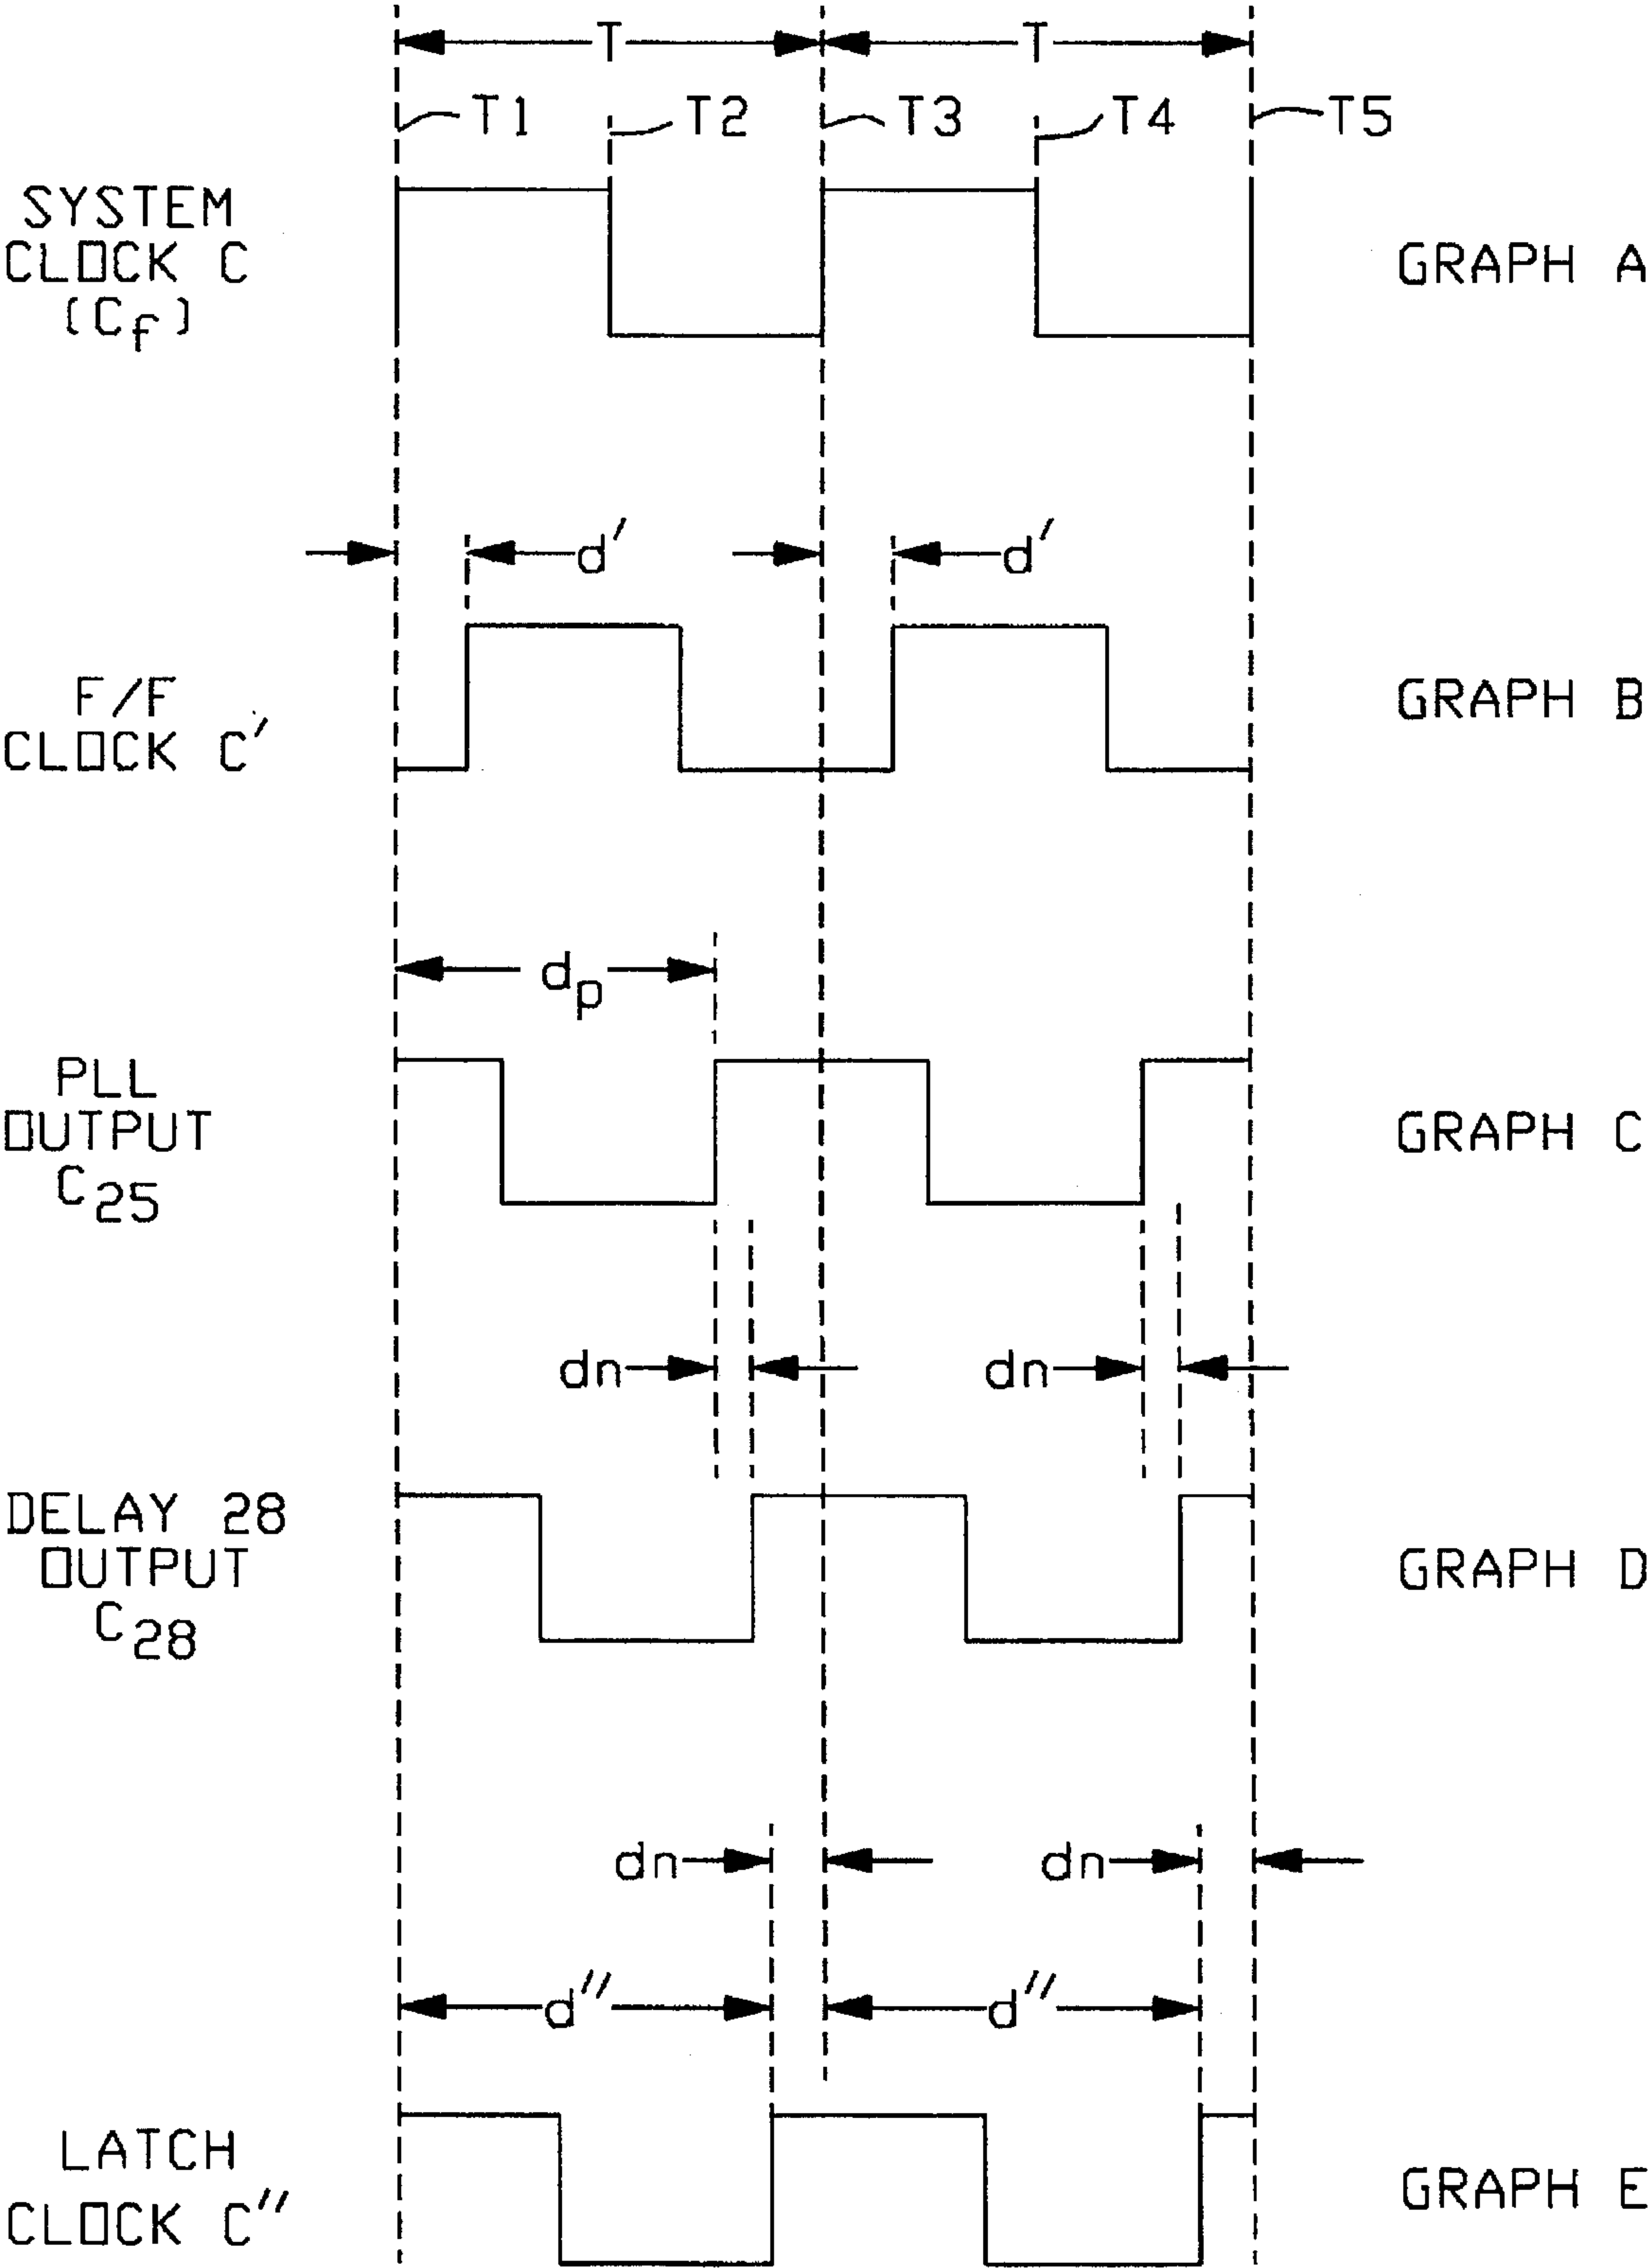 T T
T1 T2 T3 T4 T5
SYSTEM
CLOCK C
(Cf)
GRAPH A
d' d'
F/F
CLOCK C'
GRAPH B
dp
PLL
OUTPUT
C25
GRAPH C
dn dn
DELAY 28
OUTPUT
C28
GRAPH D
dn dn
d" d"
LATCH
CLOCK C"
GRAPH E